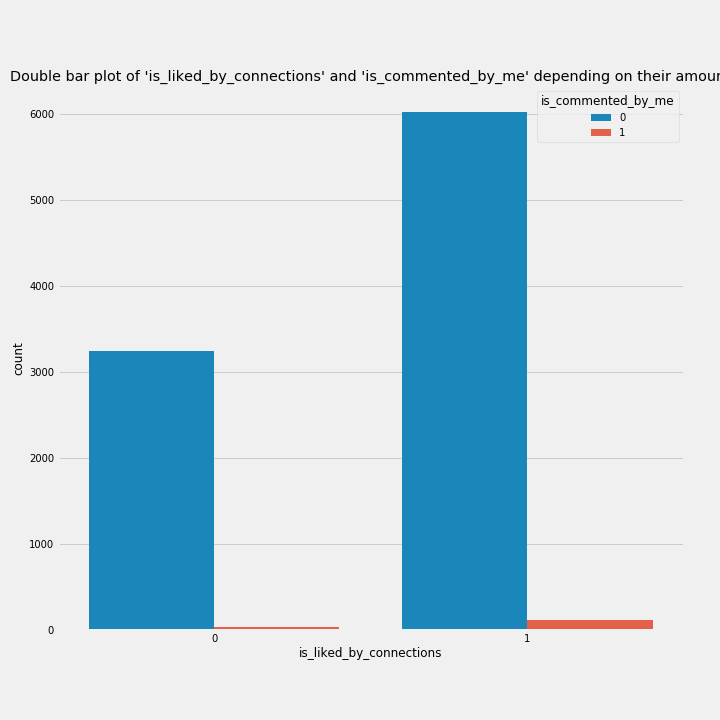 Double bar plot of 'is_liked_by_connections' and 'is_commented_by_me' depending on their
is_commented_by_me
0
1
6000
5000
4000
3000
2000
1000
0
count
0
1
is_liked_by_connections